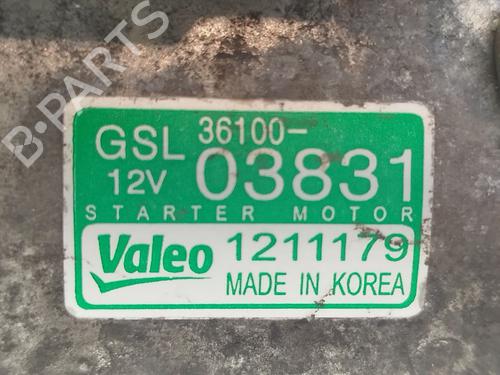 B-PARTS
GSL 36100-
12V 03831
STARTER MOTOR
Valeo 1211179
MADE IN KOREA